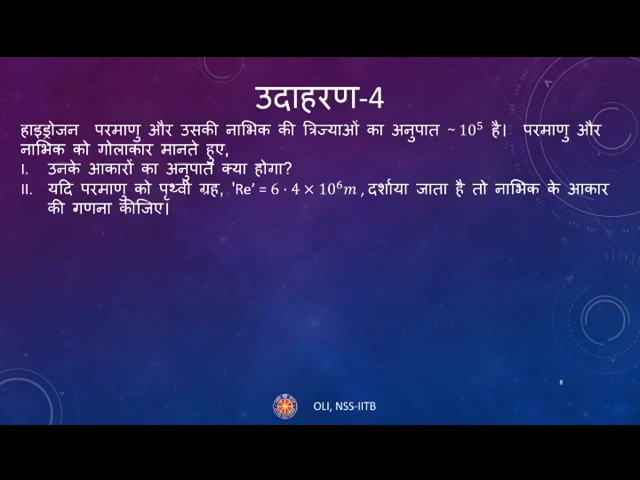 उदाहरण-4
हाइड्रोजन परमाणु और उसकी नाभिक की त्रिज्याओं का अनुपात ~ 10⁵ है। परमाणु और
नाभिक को गोलाकार मानते हुए,
I. उनके आकारों का अनुपात क्या होगा?
II. यदि परमाणु को पृथ्वी ग्रह, 'Re' = 6·4 × 10⁶m , दर्शाया जाता है तो नाभिक के आकार
की गणना कीजिए।
8
OLI, NSS-IITB